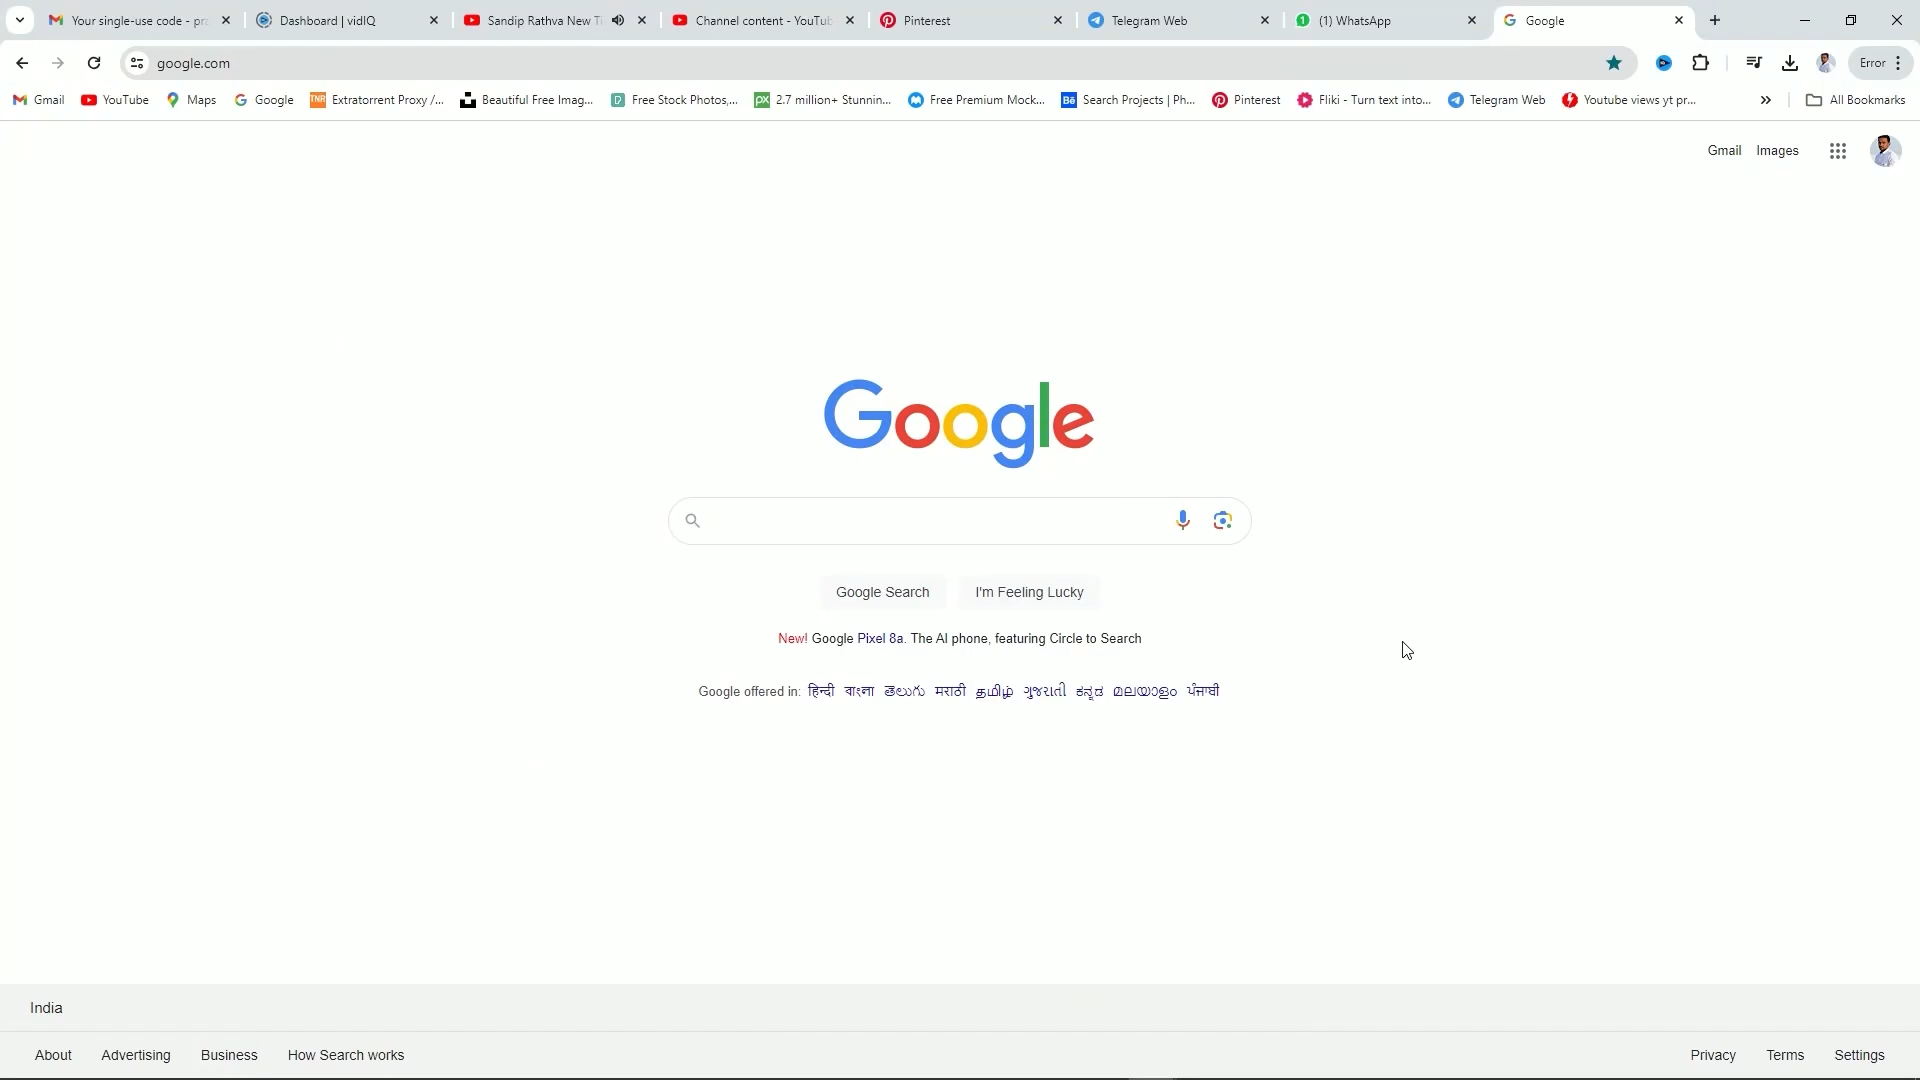 Your single-use code - pra
Dashboard | vidIQ
Sandip Rathva New Ti
Channel content - YouTub
Pinterest
Telegram Web
(1) WhatsApp
Google
google.com
Error
Gmail
YouTube
Maps
Google
Extratorrent Proxy /...
Beautiful Free Imag...
Free Stock Photos,...
2.7 million+ Stunnin...
Free Premium Mock...
Search Projects | Ph...
Pinterest
Fliki - Turn text into...
Telegram Web
Youtube views yt pr...
All Bookmarks
Gmail Images
Google
Google Search
I'm Feeling Lucky
New! Google Pixel 8a. The AI phone, featuring Circle to Search
Google offered in: हिन्दी বাংলা తెలుగు मराठी தமிழ் ગુજરાતી ಕನ್ನಡ മലയാളം ਪੰਜਾਬੀ
India
About Advertising Business How Search works
Privacy Terms Settings